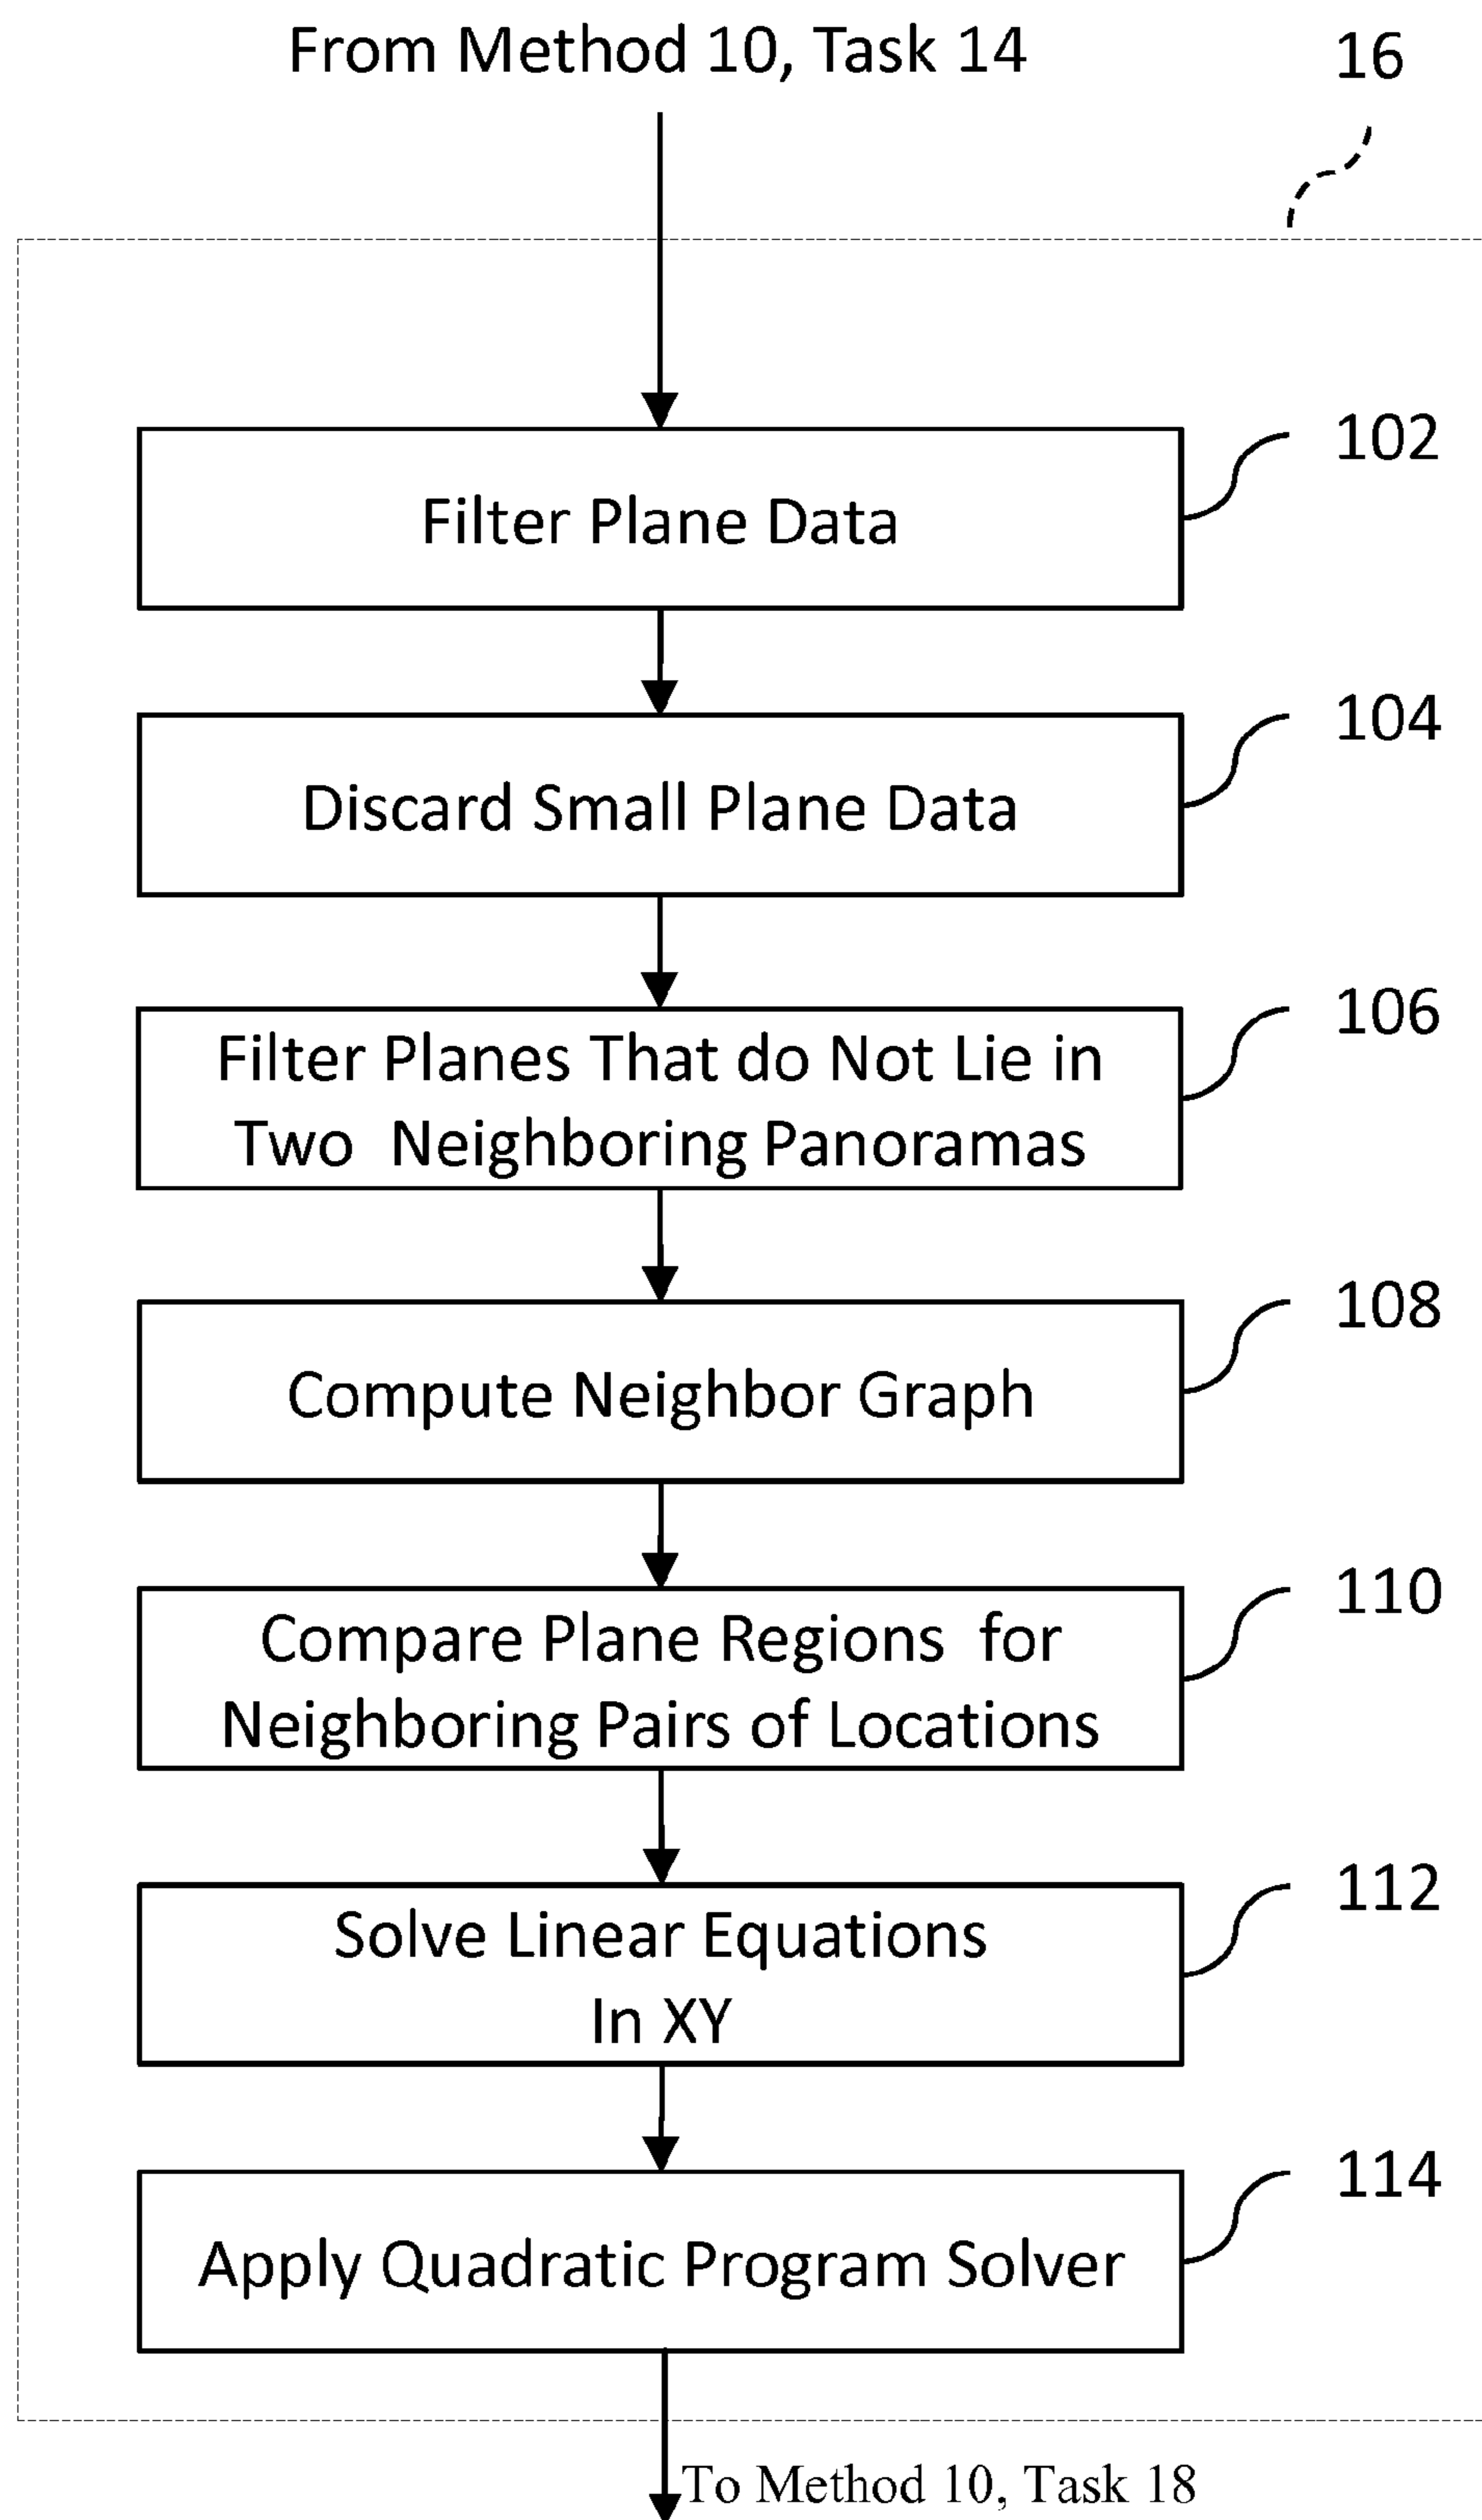 From Method 10, Task 14
16
102
Filter Plane Data
104
Discard Small Plane Data
106
Filter Planes That do Not Lie in
Two Neighboring Panoramas
108
Compute Neighbor Graph
110
Compare Plane Regions for
Neighboring Pairs of Locations
112
Solve Linear Equations
In XY
114
Apply Quadratic Program Solver
To Method 10, Task 18